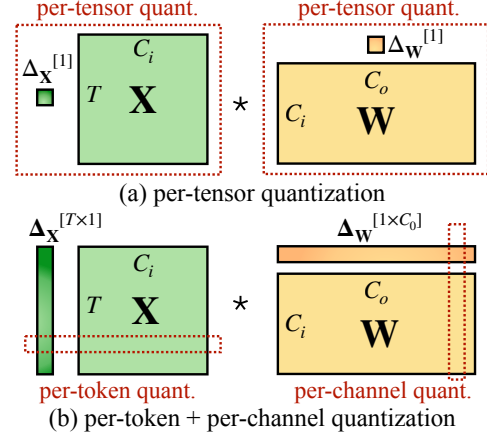 per-tensor quant. per-tensor quant.
Δ_X^[1] C_i Δ_W^[1]
T X * C_o
C_i W
(a) per-tensor quantization
Δ_X^[T×1] Δ_W^[1×C_0]
C_i C_o
T X * C_i W
per-token quant. per-channel quant.
(b) per-token + per-channel quantization